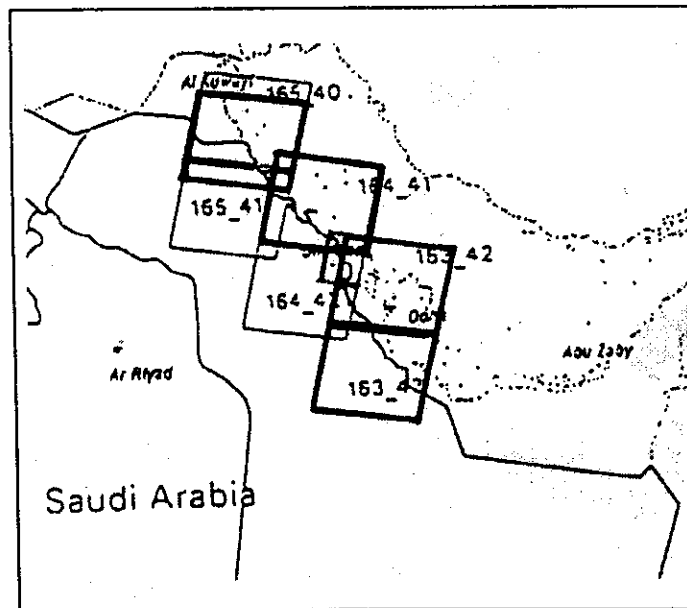 Al Kuwayt
165_40
164_41
165_41
163_42
164_42
Abu Zaby
Ar Riyad
163_43
Saudi Arabia